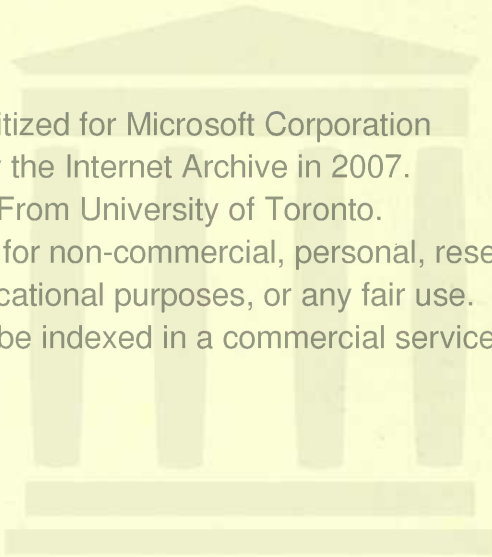 itized for Microsoft Corporation
the Internet Archive in 2007.
From University of Toronto.
for non-commercial, personal, rese
cational purposes, or any fair use.
be indexed in a commercial service